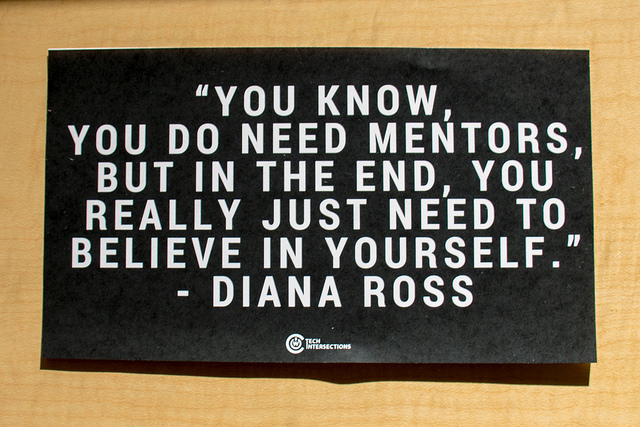 “YOU KNOW,
YOU DO NEED MENTORS,
BUT IN THE END, YOU
REALLY JUST NEED TO
BELIEVE IN YOURSELF.”
- DIANA ROSS
TECH
INTERSECTIONS